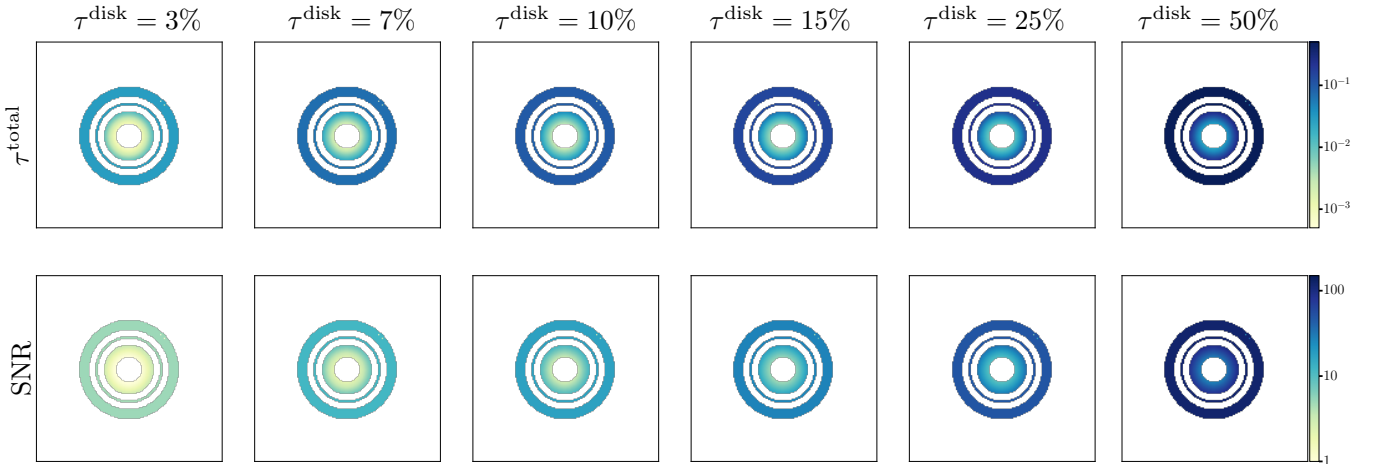 τ^disk = 3% τ^disk = 7% τ^disk = 10% τ^disk = 15% τ^disk = 25% τ^disk = 50%
τ^total
10^−1
10^−2
10^−3
SNR
100
10
1